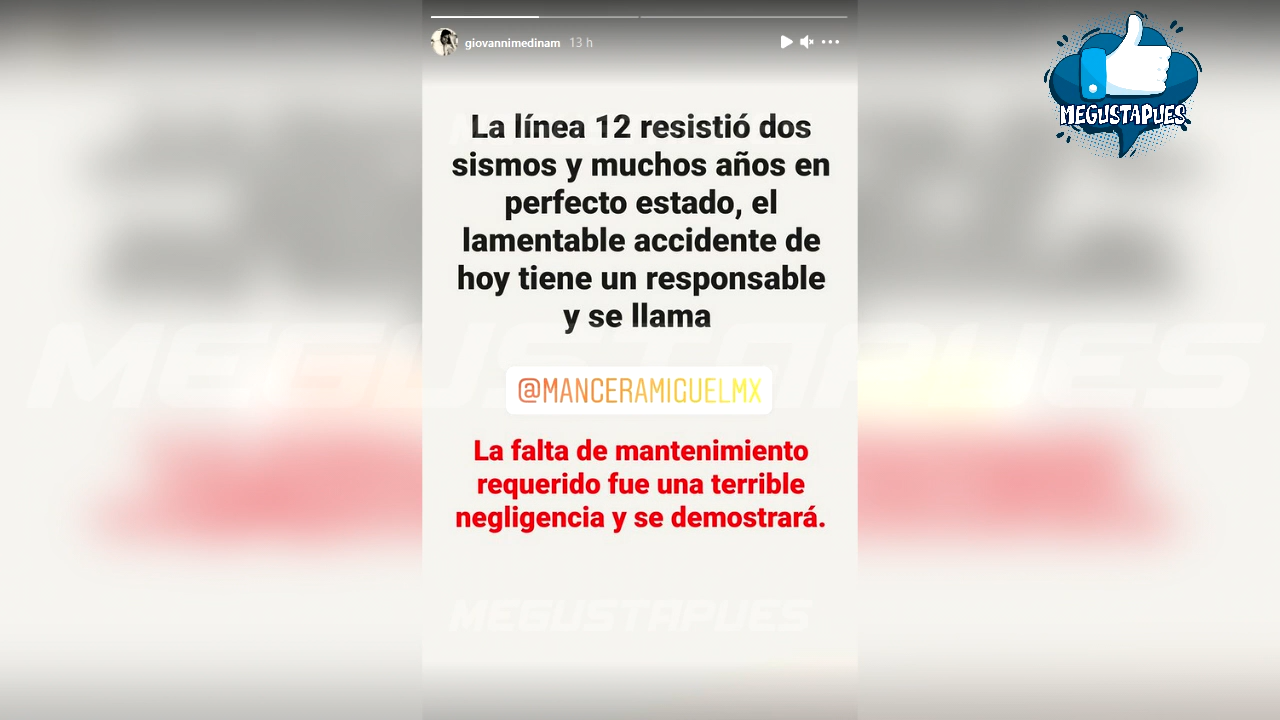 giovannimedinam 13 h
MEGUSTAPUES
La línea 12 resistió dos
sismos y muchos años en
perfecto estado, el
lamentable accidente de
hoy tiene un responsable
y se llama
MEGUSTAPUES
@MANCERAMIGUELMX
La falta de mantenimiento
requerido fue una terrible
negligencia y se demostrará.
MEGUSTAPUES